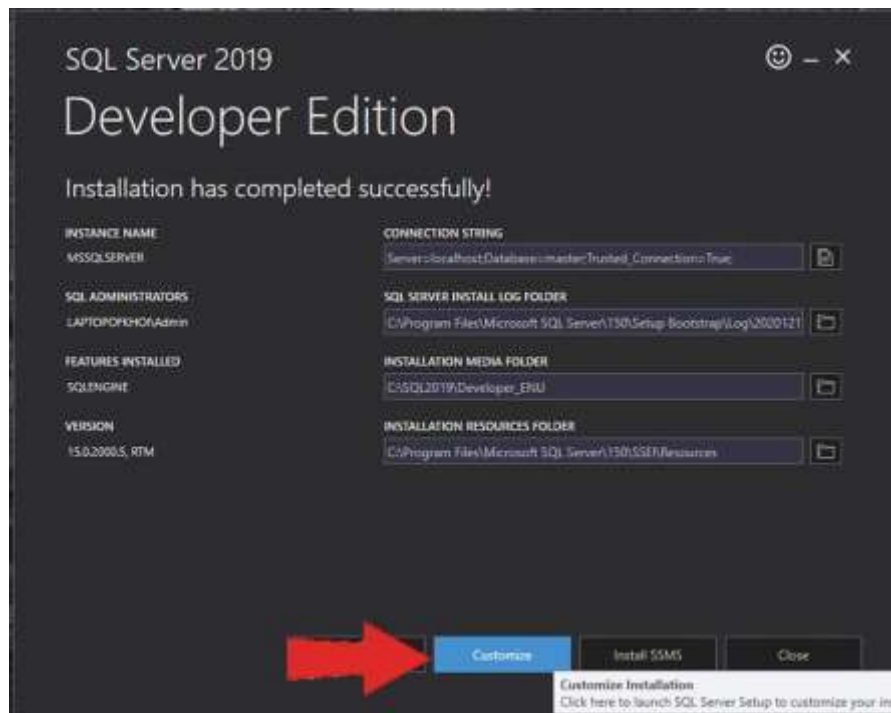 SQL Server 2019
Developer Edition
Installation has completed successfully!
INSTANCE NAME
MSSQLSERVER
CONNECTION STRING
Server=localhost;Database=master;Trusted_Connection=True;
SQL ADMINISTRATORS
SQL SERVER INSTALL LOG FOLDER
C:\Program Files\Microsoft SQL Server\150\Setup Bootstrap\Log\2020121
FEATURES INSTALLED
SQLENGINE
INSTALLATION MEDIA FOLDER
C:\SQL2019\Developer_ENU
VERSION
15.0.2000.5, RTM
INSTALLATION RESOURCES FOLDER
C:\Program Files\Microsoft SQL Server\150\SSEI\Resources
Customize
Install SSMS
Close
Customize Installation
Click here to launch SQL Server Setup to customize your in